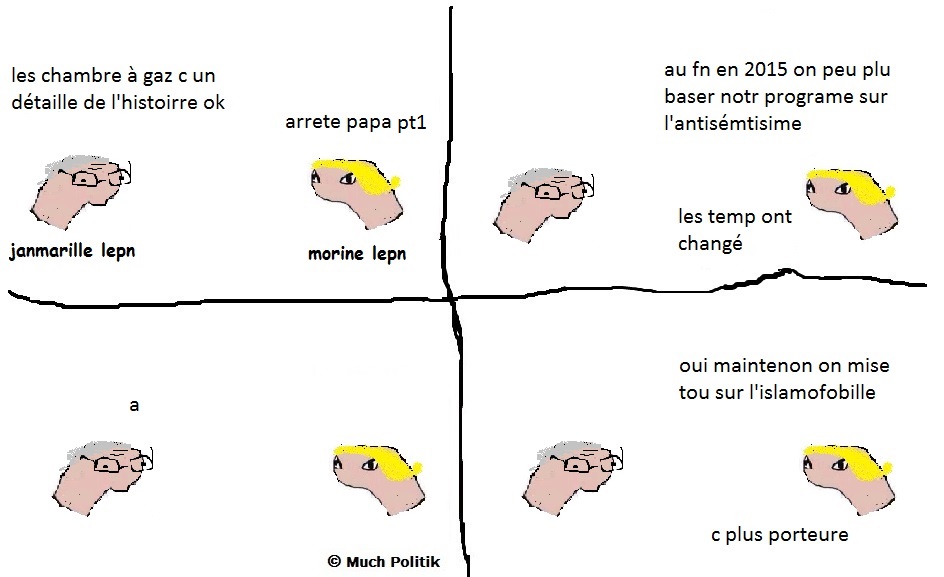 les chambre à gaz c un
détaille de l'histoirre ok
arrete papa pt1
janmarille lepn
morine lepn
au fn en 2015 on peu plu
baser notr programe sur
l'antisémtisime
les temp ont
changé
a
© Much Politik
oui maintenon on mise
tou sur l'islamofobille
c plus porteure